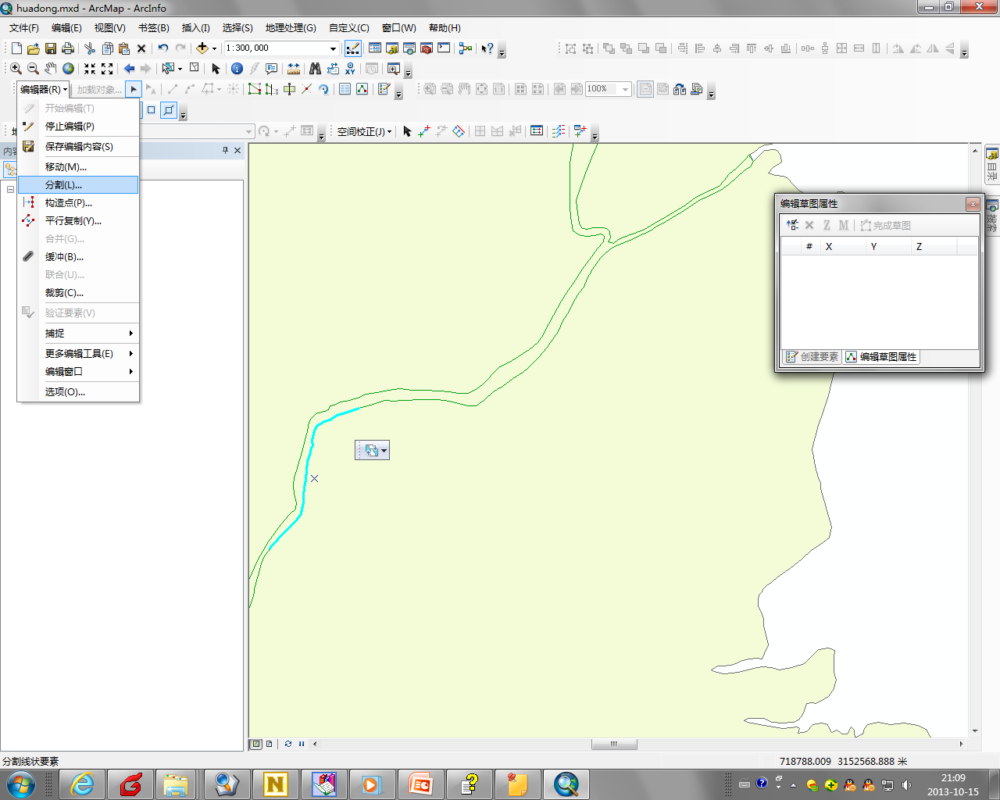 huadong.mxd - ArcMap - ArcInfo
文件(F) 编辑(E) 视图(V) 书签(B) 插入(I) 选择(S) 地理处理(G) 自定义(C) 窗口(W) 帮助(H)
1:300,000
编辑器(R) 加载对象... 100%
开始编辑(T)
停止编辑(P)
空间校正(J)
保存编辑内容(S)
移动(M)...
分割(L)...
构造点(P)...
平行复制(Y)...
合并(G)...
缓冲(B)...
联合(U)...
裁剪(C)...
验证要素(V)
捕捉
更多编辑工具(E)
编辑窗口
选项(O)...
编辑草图属性
Z M 完成草图
# X Y Z
创建要素 编辑草图属性
目录
搜索
分割线状要素
718788.009 3152568.888 米
21:09
2013-10-15